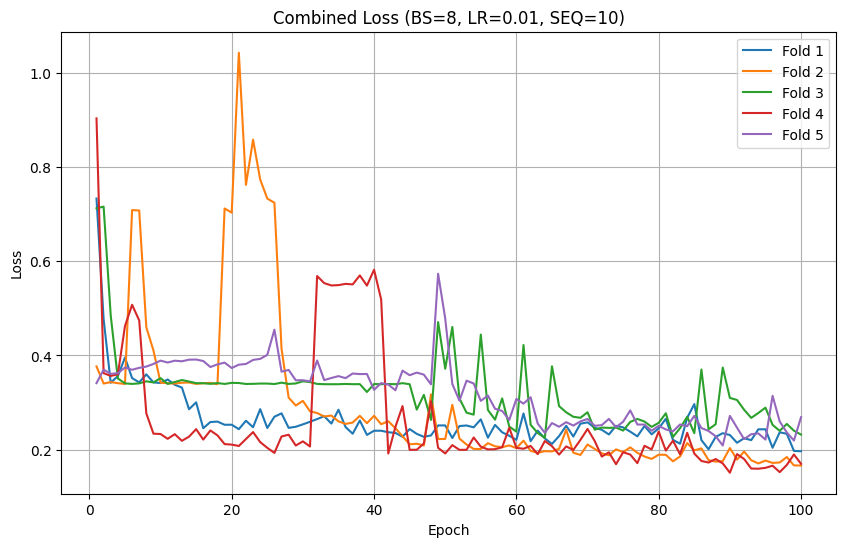 Combined Loss (BS=8, LR=0.01, SEQ=10)
Fold 1
Fold 2
Fold 3
Fold 4
Fold 5
Loss
1.0
0.8
0.6
0.4
0.2
0
20
40
60
80
100
Epoch